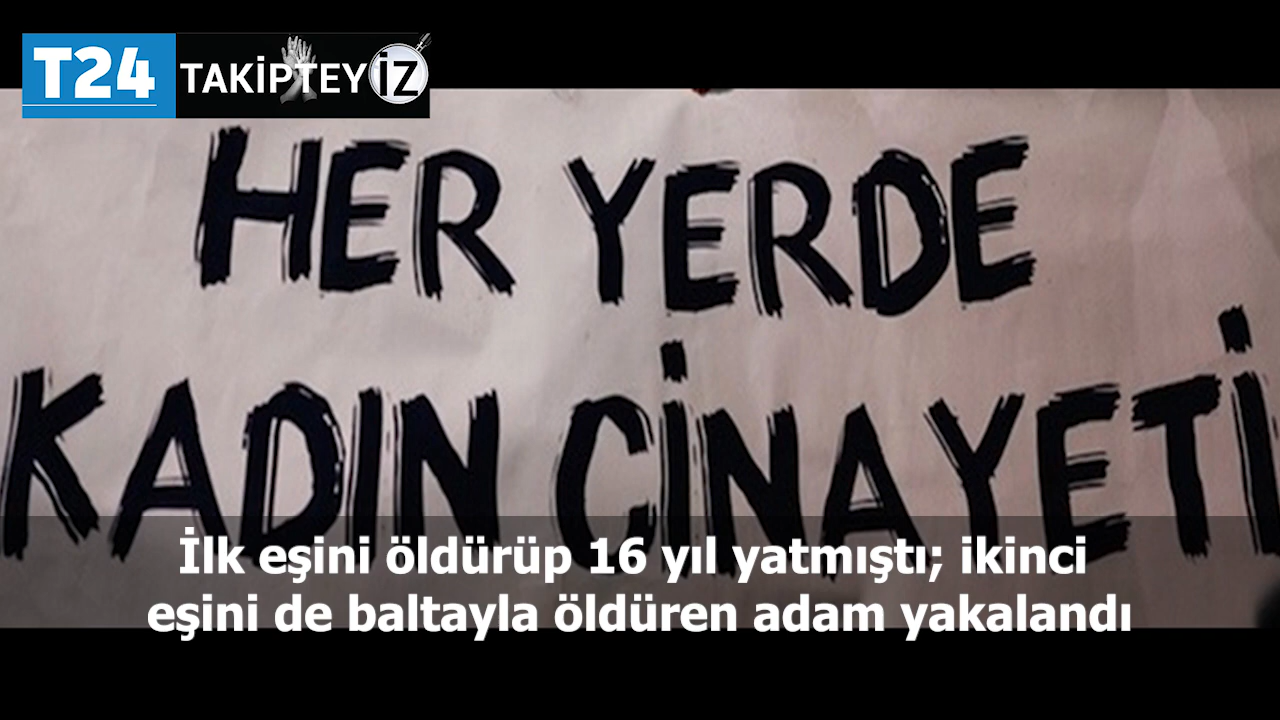 T24 TAKİPTEYİZ
HER YERDE
KADIN CİNAYETİ
İlk eşini öldürüp 16 yıl yatmıştı; ikinci
eşini de baltayla öldüren adam yakalandı